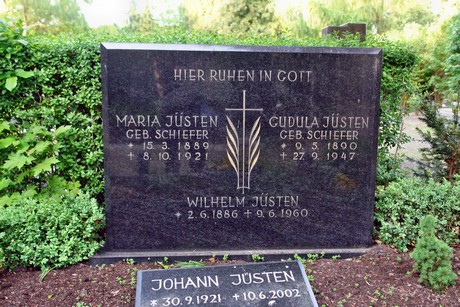 HIER RUHEN IN GOTT
MARIA JÜSTEN
GEB. SCHIEFER
* 15.3 1889
+ 8.10 1921
GUDULA JÜSTEN
GEB. SCHIEFER
* 9.5 1890
+ 27.9 1947
WILHELM JÜSTEN
* 2.6.1886 + 9.6 1960
JOHANN JÜSTEN
*30.9.1921 +10.6.2002